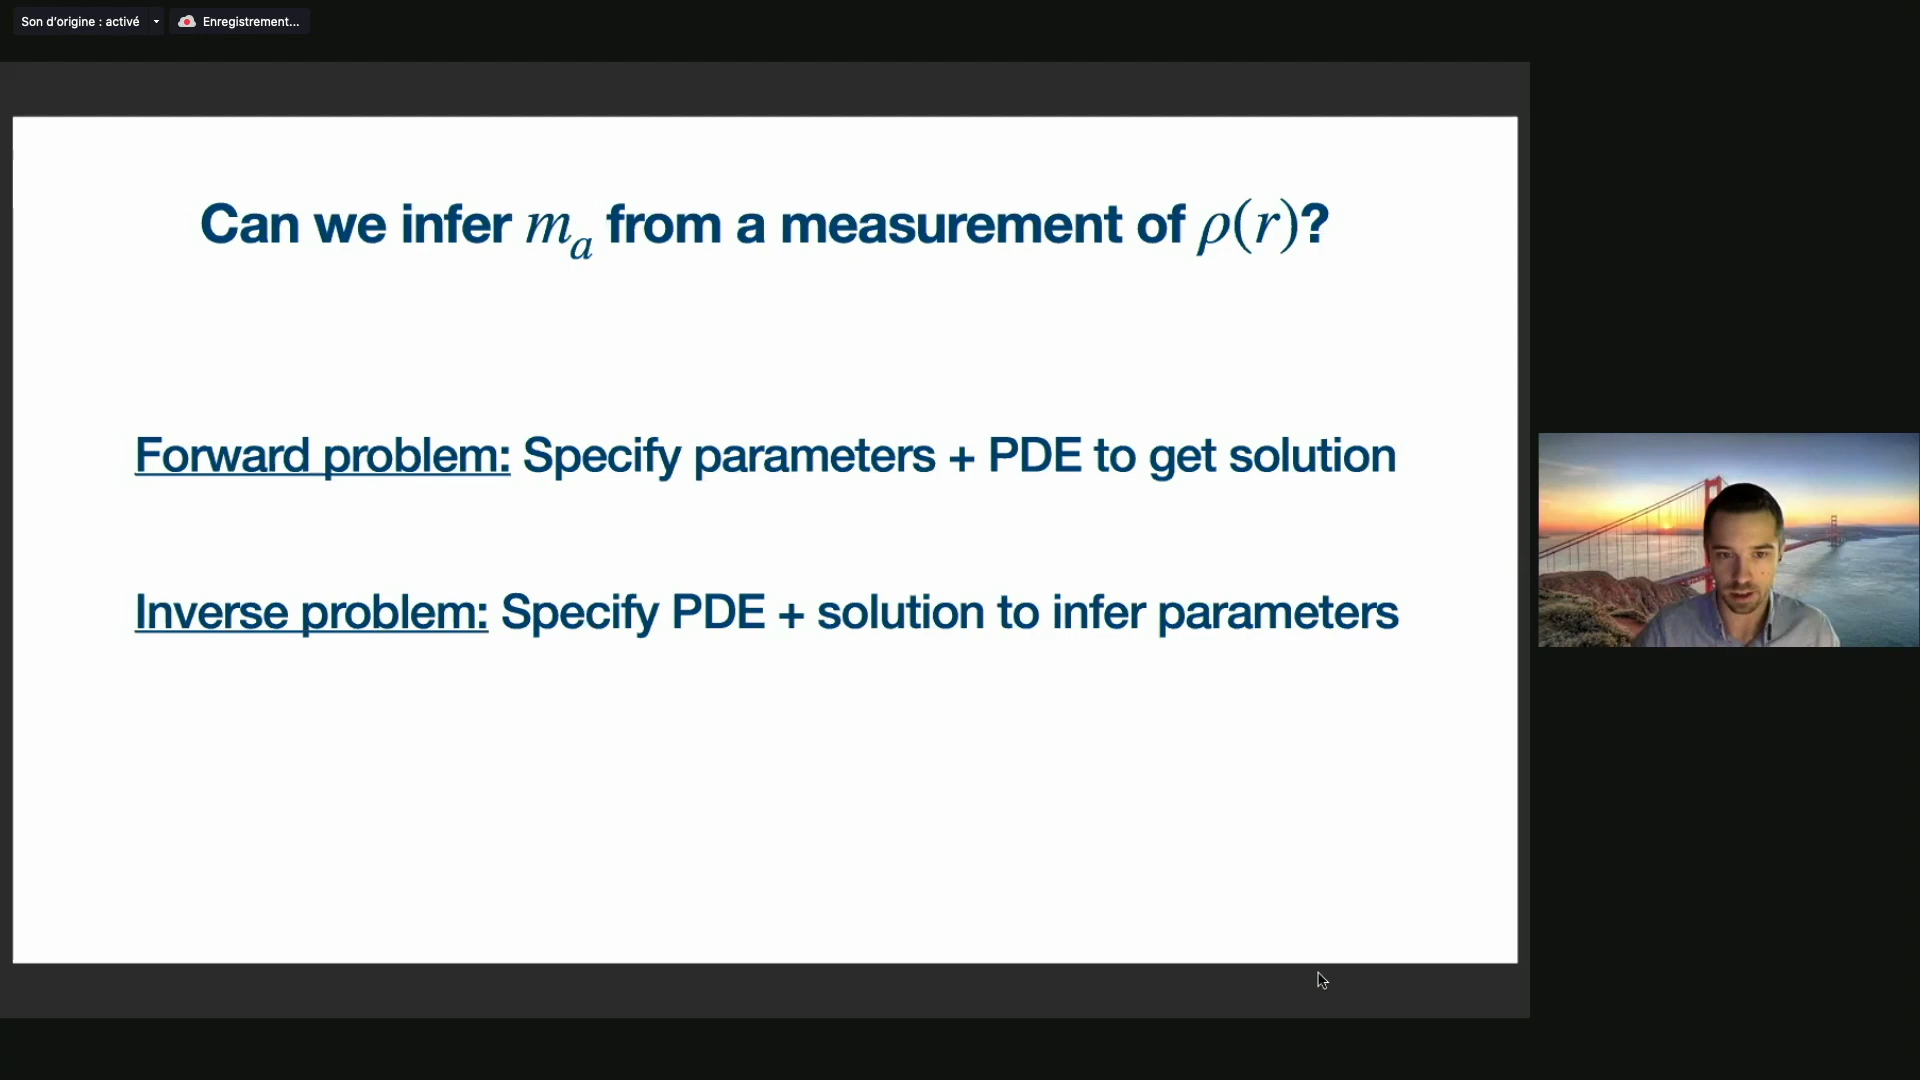 Son d'origine : activé
Enregistrement...
Can we infer mₐ from a measurement of ρ(r)?
Forward problem: Specify parameters + PDE to get solution
Inverse problem: Specify PDE + solution to infer parameters